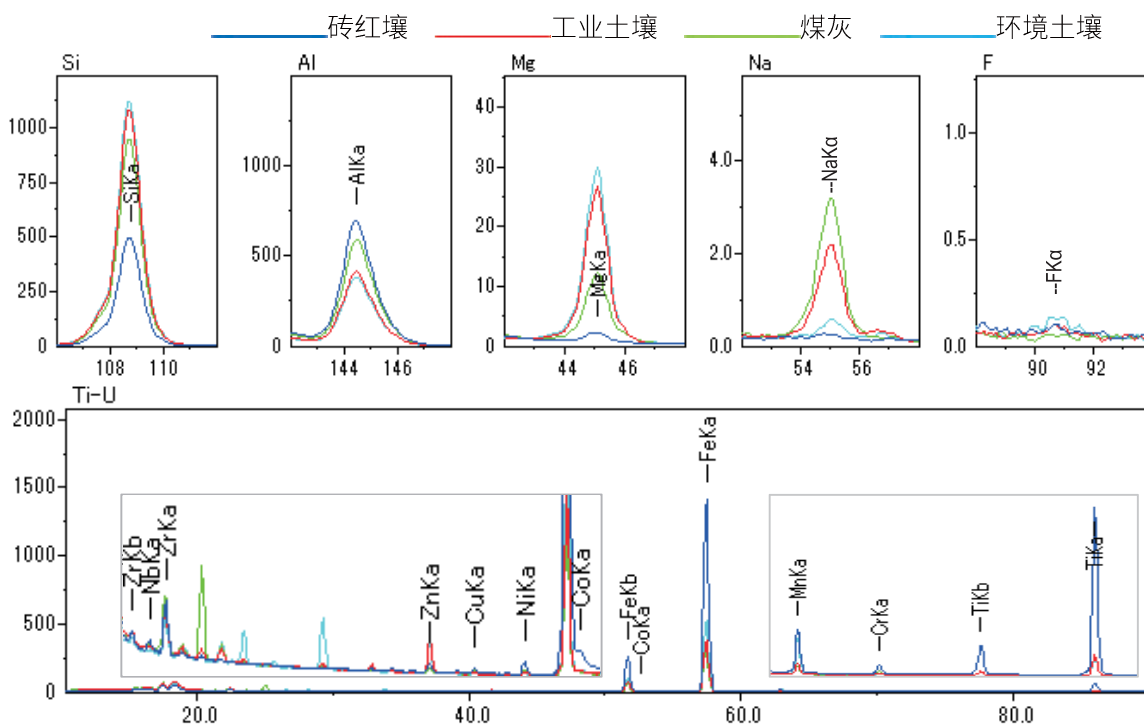 砖红壤 工业土壤 煤灰 环境土壤
Si Al Mg Na F
1000
750
500
250
0
SiKa
108 110
1000
500
0
AlKa
144 146
40
30
20
10
0
MgKa
44 46
4.0
2.0
0.0
NaKα
54 56
1.0
0.5
0.0
FKα
90 92
Ti-U
2000
1500
1000
500
0
ZrKb
NbKa
ZrKa
ZnKa
CuKa
NiKa
CoKa
FeKb
CoKa
FeKa
MnKa
CrKa
TiKb
TiKa
20.0 40.0 60.0 80.0